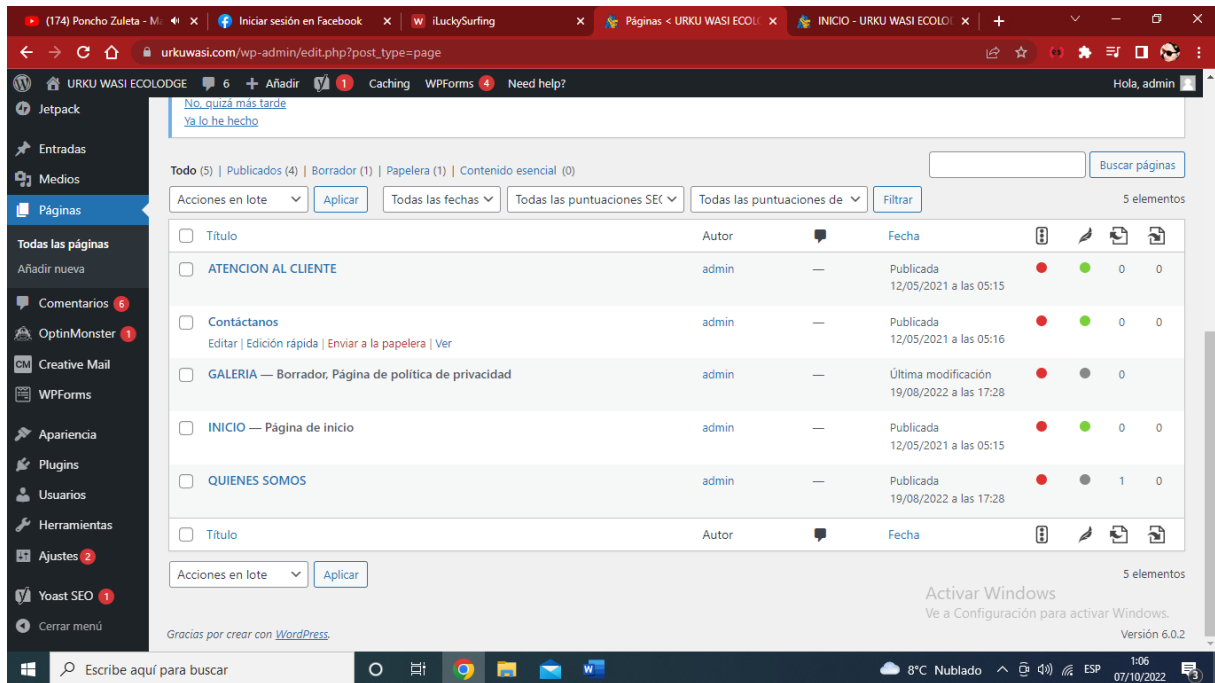 (174) Poncho Zuleta - M
Iniciar sesión en Facebook
iLuckySurfing
Páginas < URKU WASI ECOL
INICIO - URKU WASI ECOLO
urkuwasi.com/wp-admin/edit.php?post_type=page
URKU WASI ECOLODGE 6 + Añadir 1 Caching WPForms 4 Need help? Hola, admin
Jetpack
Entradas
Medios
Páginas
Todas las páginas
Añadir nueva
Comentarios 6
OptinMonster 1
Creative Mail
WPForms
Apariencia
Plugins
Usuarios
Herramientas
Ajustes 2
Yoast SEO 1
Cerrar menú
No, quizá más tarde
Ya lo he hecho
Todo (5) | Publicados (4) | Borrador (1) | Papelera (1) | Contenido esencial (0)
Buscar páginas
Acciones en lote Aplicar Todas las fechas Todas las puntuaciones SE( Todas las puntuaciones de Filtrar 5 elementos
Título Autor Fecha
ATENCION AL CLIENTE admin — Publicada 0 0
12/05/2021 a las 05:15
Contáctanos admin — Publicada 0 0
Editar | Edición rápida | Enviar a la papelera | Ver 12/05/2021 a las 05:16
GALERIA — Borrador, Página de política de privacidad admin — Última modificación 0
19/08/2022 a las 17:28
INICIO — Página de inicio admin — Publicada 0 0
12/05/2021 a las 05:15
QUIENES SOMOS admin — Publicada 1 0
19/08/2022 a las 17:28
Título Autor Fecha
Acciones en lote Aplicar 5 elementos
Activar Windows
Ve a Configuración para activar Windows.
Gracias por crear con WordPress. Versión 6.0.2
Escribe aquí para buscar
8°C Nublado ESP 1:06
07/10/2022 3